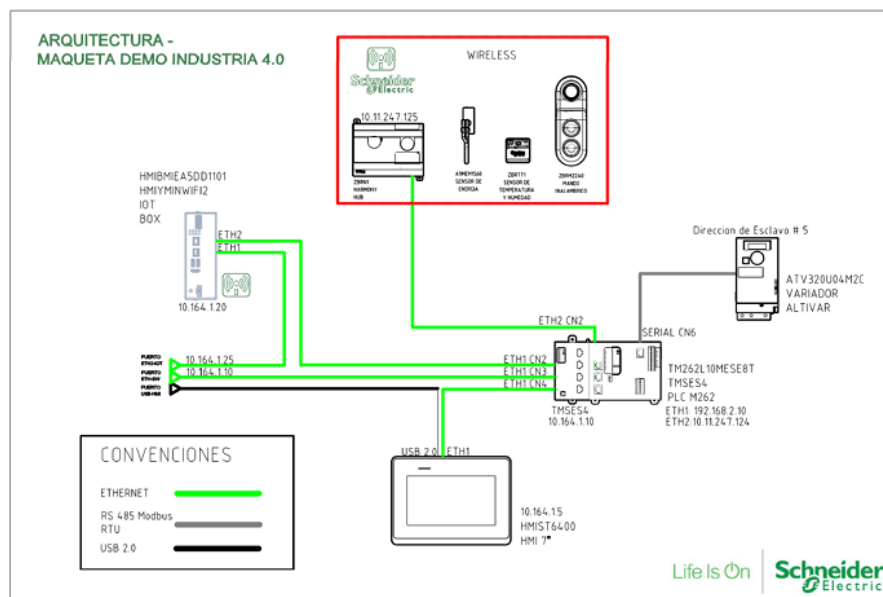 ARQUITECTURA -
MAQUETA DEMO INDUSTRIA 4.0
WIRELESS
Schneider
Electric
10.11.247.125
ZBRN1
HARMONY
HUB
SENSOR DE
ENERGIA
SENSOR DE
TEMPERATURA
Y HUMEDAD
MANDO
INALAMBRICO
HMIBMIEA5DD1101
HMIYMINWIFI2
IOT
BOX
ETH2
ETH1
10.164.1.20
Direccion de Esclavo # 5
ATV320U04M2C
VARIADOR
ALTIVAR
ETH2 CN2
SERIAL CN6
PUERTO
10.164.1.25
PUERTO
10.164.1.10
PUERTO
USB-HMI
ETH1 CN2
ETH1 CN3
ETH1 CN4
TM262L10MESE8T
TMSES4
PLC M262
ETH1: 192.168.2.10
ETH2:10.11.247.124
TMSES4
10.164.1.10
USB 2.0
ETH1
10.164.1.5
HMIST6400
HMI 7"
CONVENCIONES
ETHERNET
RS 485 Modbus
RTU
USB 2.0
Life Is On
Schneider
Electric